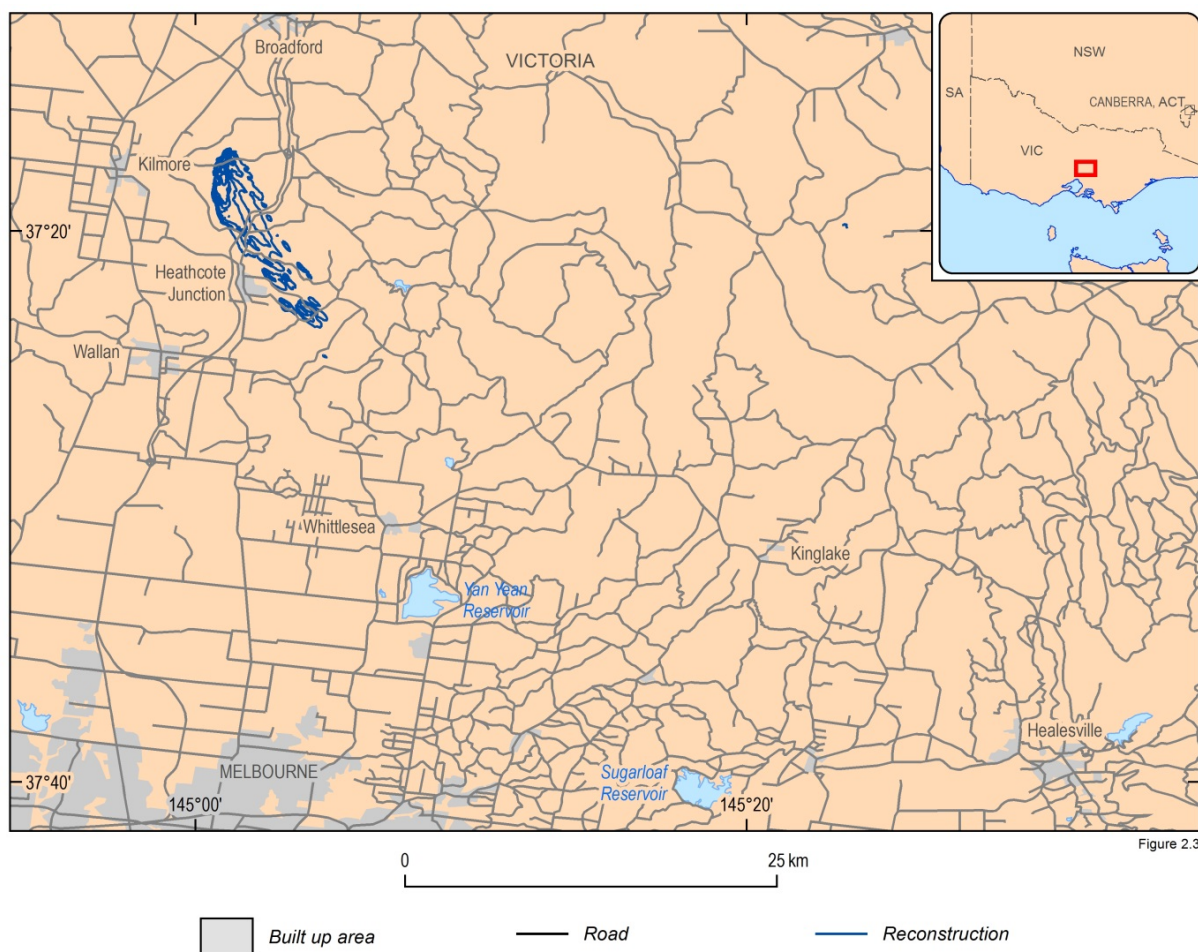 Broadford
VICTORIA
NSW
SA
CANBERRA, ACT
VIC
Kilmore
37°20'
Heathcote
Junction
Wallan
Whittlesea
Kinglake
Yan Yean
Reservoir
Healesville
MELBOURNE
Sugarloaf
Reservoir
37°40'
145°00'
145°20'
Figure 2.3
0
25 km
Built up area
Road
Reconstruction